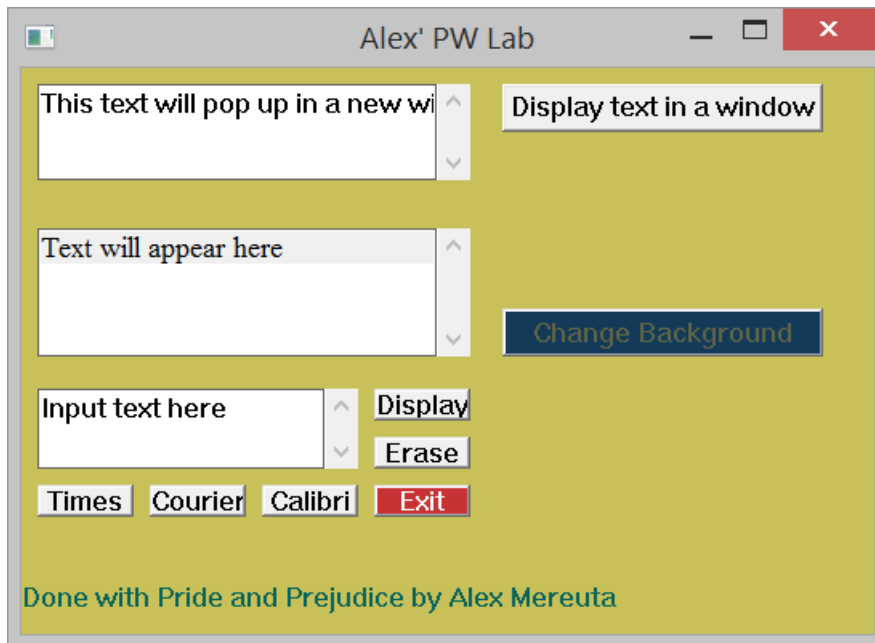 Alex' PW Lab
This text will pop up in a new wi
Display text in a window
Text will appear here
Change Background
Input text here
Display
Erase
Times
Courier
Calibri
Exit
Done with Pride and Prejudice by Alex Mereuta